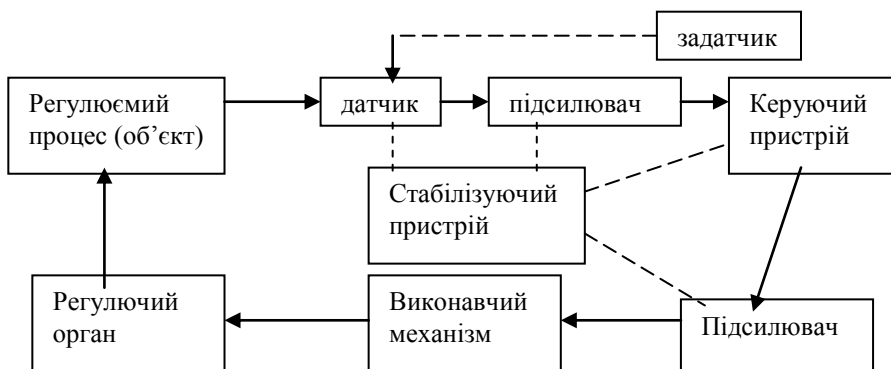 задатчик
Регулюємий
процес (об’єкт)
датчик
підсилювач
Керуючий
пристрій
Стабілізуючий
пристрій
Регулючий
орган
Виконавчий
механізм
Підсилювач